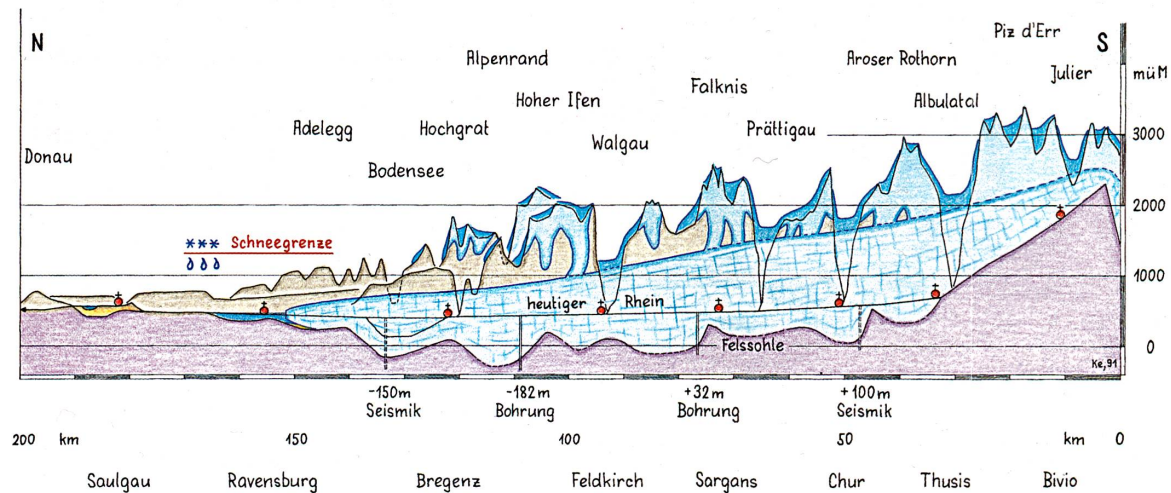 N
S
Piz d'Err
Alpenrand
Aroser Rothorn
müM
Julier
Falknis
Hoher Ifen
Albulatal
Adelegg
Hochgrat
Prättigau
3000
Walgau
Donau
Bodensee
2000
*** Schneegrenze
1000
heutiger Rhein
Felssohle
0
Ke, 91
-150m
Seismik
-182m
Bohrung
+32m
Bohrung
+100m
Seismik
200 km 150 100 50 km 0
Saulgau Ravensburg Bregenz Feldkirch Sargans Chur Thusis Bivio